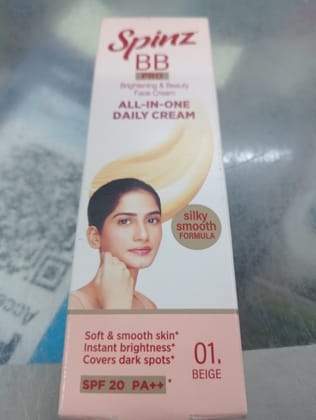 Spinz
BB
PRO
Brightening & Beauty
Face Cream
ALL-IN-ONE
DAILY CREAM
silky
smooth
FORMULA
Soft & smooth skin*
Instant brightness*
Covers dark spots*
01.
BEIGE
SPF 20 PA++*